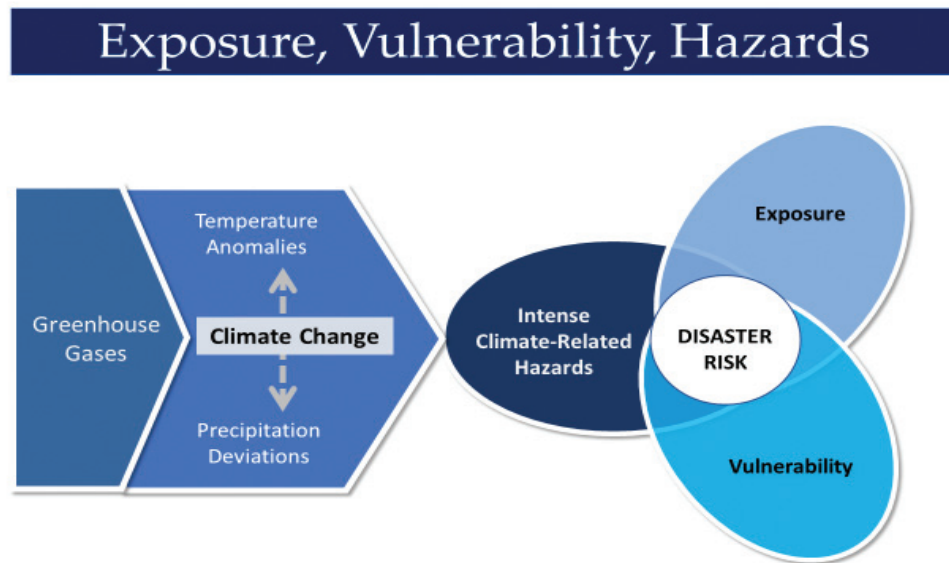 Exposure, Vulnerability, Hazards
Greenhouse
Gases
Temperature
Anomalies
Climate Change
Precipitation
Deviations
Intense
Climate-Related
Hazards
Exposure
DISASTER
RISK
Vulnerability